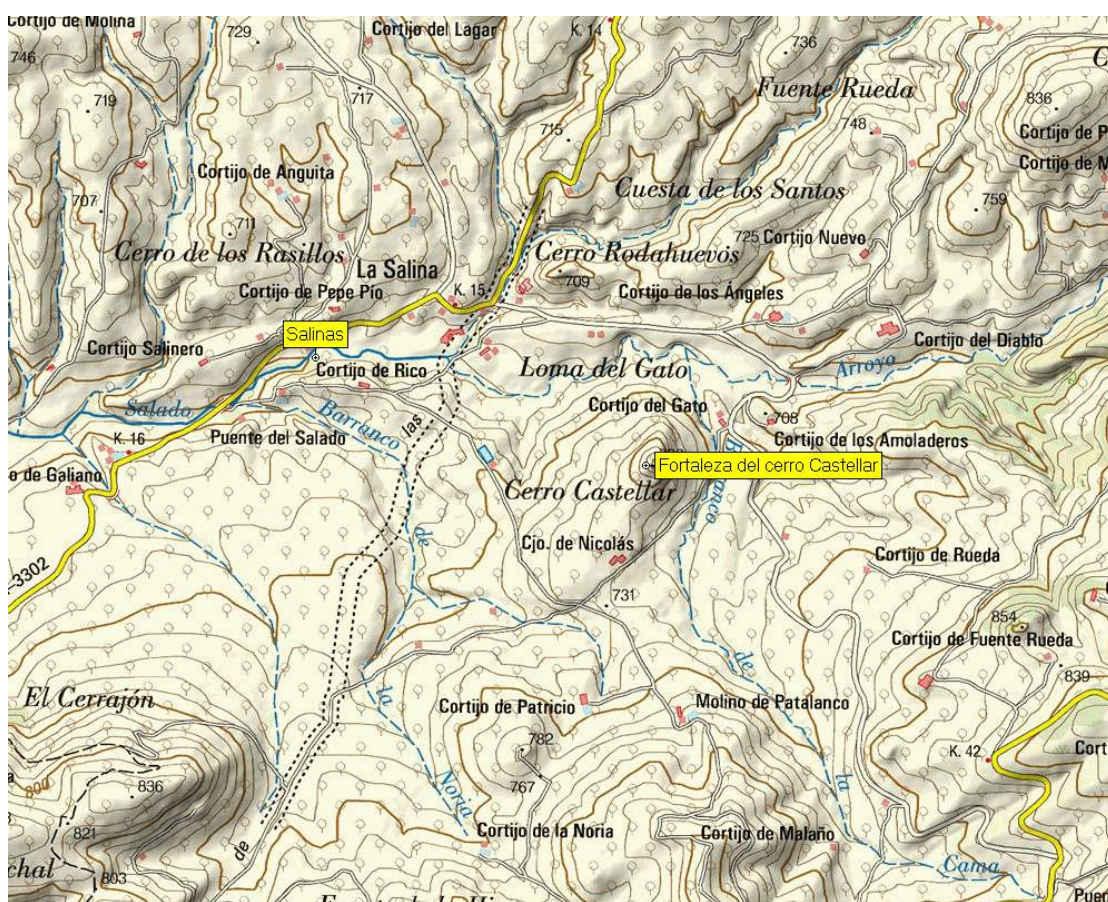 Cortijo de Molina
729
Cortijo del Lagar
K. 14
736
746
Fuente Rueda
717
719
836
715
748
Cortijo de P
Cortijo de M
Cortijo de Anguita
Cuesta de los Santos
707
711
759
725 Cortijo Nuevo
Cerro de los Rasillos
Cerro Rodahuevos
La Salina
709
Cortijo de Pepe Pío
K. 15
Cortijo de los Ángeles
Salinas
Cortijo Salinero
Cortijo del Diablo
Cortijo de Rico
Loma del Gato
Arroyo
Salado
Barranco
las
Cortijo del Gato
708
K. 16
Puente del Salado
Cortijo de los Amoladeros
Fortaleza del cerro Castellar
o de Galiano
Cerro Castellar
de
Cjo. de Nicolás
Cortijo de Rueda
-3302
731
854
Cortijo de Fuente Rueda
de
839
El Cerrajón
la
Cortijo de Patricio
Molino de Patalanco
782
K. 42
Cort
767
836
800
la
Noria
821
Cortijo de la Noria
Cortijo de Malaño
de
chal
803
Cama
Puer